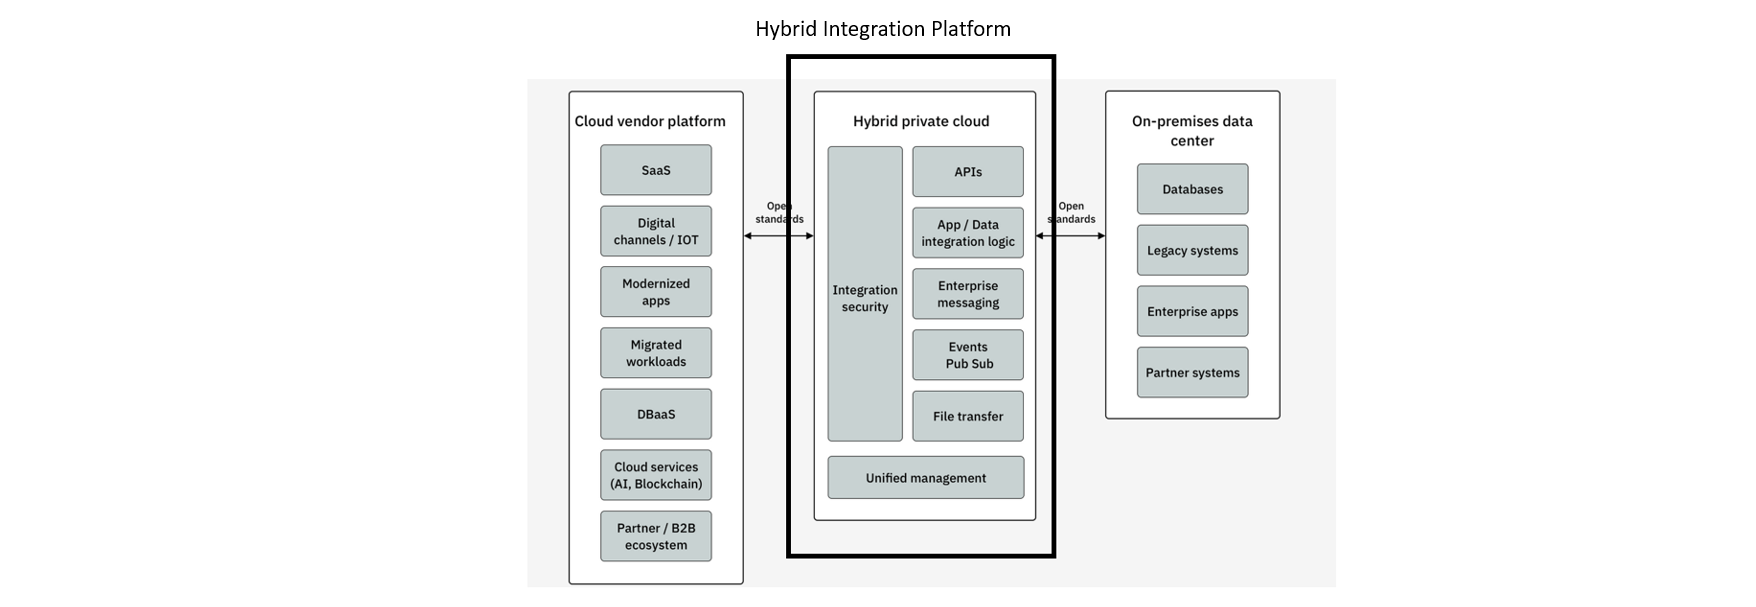 Hybrid Integration Platform
Cloud vendor platform
SaaS
Digital
channels / IOT
Modernized
apps
Migrated
workloads
DBaaS
Cloud services
(AI, Blockchain)
Partner / B2B
ecosystem
Open
standards
Hybrid private cloud
Integration
security
APIs
App / Data
integration logic
Enterprise
messaging
Events
Pub Sub
File transfer
Unified management
Open
standards
On-premises data
center
Databases
Legacy systems
Enterprise apps
Partner systems